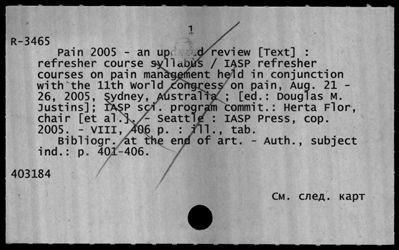 1
R-3465
Pain 2005 - an updated review [Text] :
refresher course syllabus / IASP refresher
courses on pain management held in conjunction
with the 11th World Congress on pain, Aug. 21 -
26, 2005, Sydney, Australia ; [ed.: Douglas M.
Justins]; IASP sci. program commit.: Herta Flor,
chair [et al.]. - Seattle : IASP Press, cop.
2005. - VIII, 406 p. : ill., tab.
Bibliogr. at the end of art. - Auth., subject
ind.: p. 401-406.
403184
См. след. карт